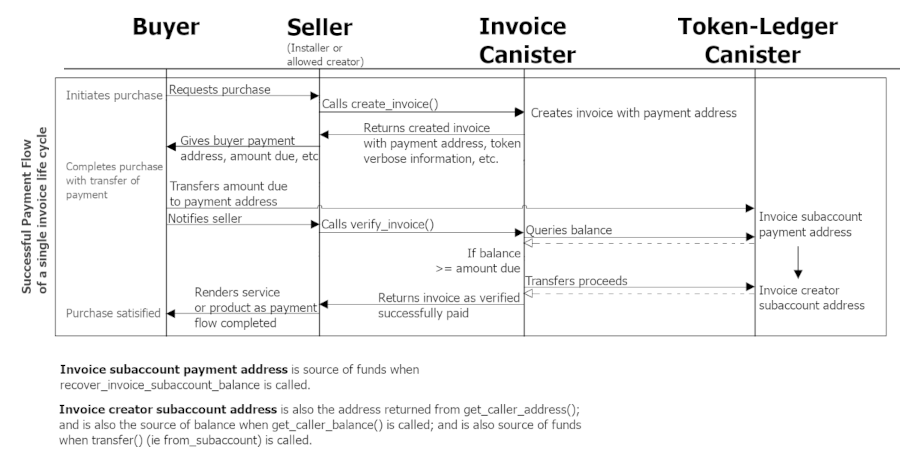 Buyer
Seller
(Installer or
allowed creator)
Invoice
Canister
Token-Ledger
Canister
Successful Payment Flow
of a single invoice life cycle
Initiates purchase
Requests purchase
Calls create_invoice()
Creates invoice with payment address
Returns created invoice
with payment address, token
verbose information, etc.
Gives buyer payment
address, amount due, etc
Completes purchase
with transfer of
payment
Transfers amount due
to payment address
Notifies seller
Calls verify_invoice()
Queries balance
Invoice subaccount
payment address
If balance
>= amount due
Transfers proceeds
Invoice creator
subaccount address
Returns invoice as verified
successfully paid
Renders service
or product as payment
flow completed
Purchase satisified
Invoice subaccount payment address is source of funds when
recover_invoice_subaccount_balance is called.
Invoice creator subaccount address is also the address returned from get_caller_address();
and is also the source of balance when get_caller_balance() is called; and is also source of funds
when transfer() (ie from_subaccount) is called.